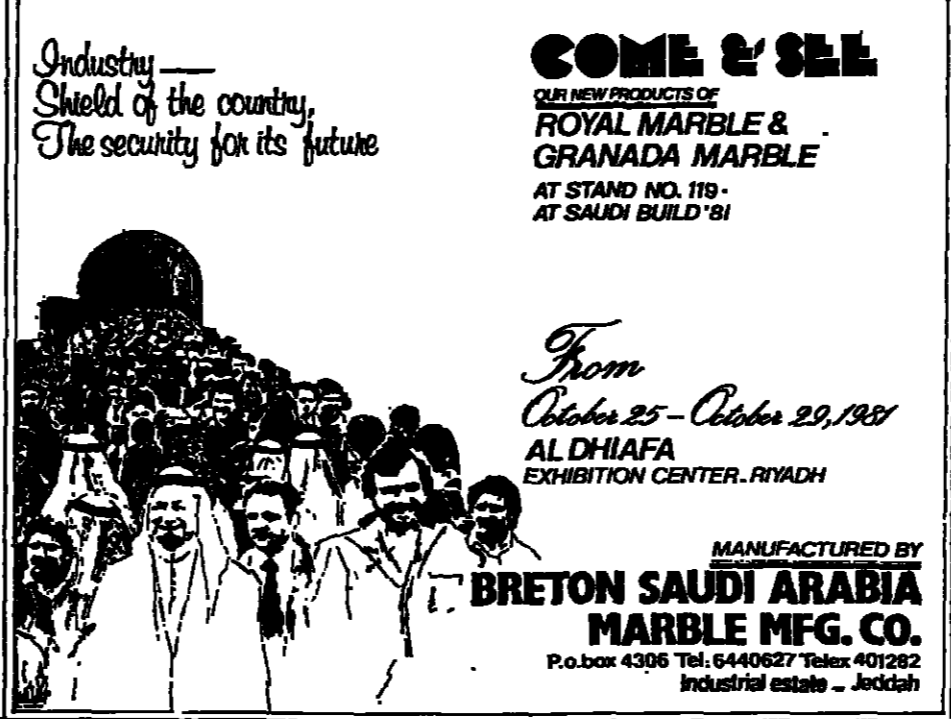 Industry —
Shield of the country,
The security for its future
COME & SEE
OUR NEW PRODUCTS OF
ROYAL MARBLE &
GRANADA MARBLE
AT STAND NO. 119.
AT SAUDI BUILD '81
From
October 25 – October 29, 1981
AL DHIAFA
EXHIBITION CENTER. RIYADH
MANUFACTURED BY
BRETON SAUDI ARABIA
MARBLE MFG. CO.
P.o.box 4306 Tel: 6440627 Telex 401282
Industrial estate – Jeddah